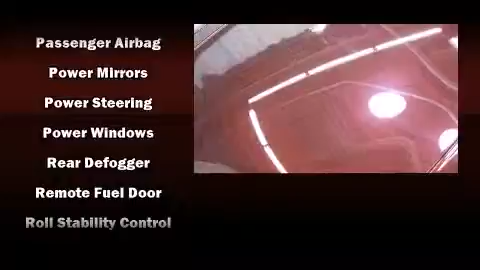 Passenger Airbag
Power Mirrors
Power Steering
Power Windows
Rear Defogger
Remote Fuel Door
Roll Stability Control